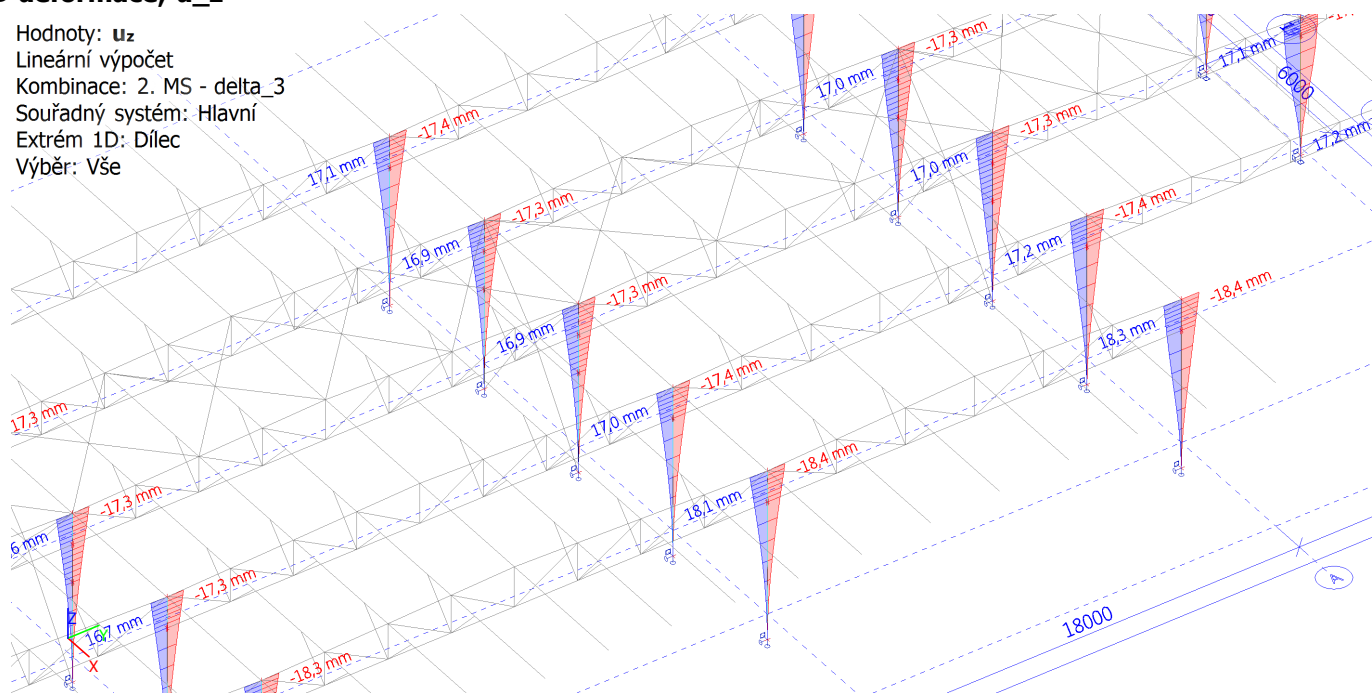 Hodnoty: uz
Lineární výpočet
Kombinace: 2. MS - delta_3
Souřadný systém: Hlavní
Extrém 1D: Dílec
Výběr: Vše
-17,3 mm
17,1 mm
6000
17,0 mm
-17,4 mm
-17,3 mm
17,2 mm
17,1 mm
17,0 mm
-17,3 mm
-17,4 mm
16,9 mm
17,2 mm
-17,3 mm
-18,4 mm
16,9 mm
18,3 mm
-17,4 mm
17,3 mm
17,0 mm
-18,4 mm
-17,3 mm
18,1 mm
6 mm
-17,3 mm
A
Z
Y
X
16,7 mm
18000
-18,3 mm